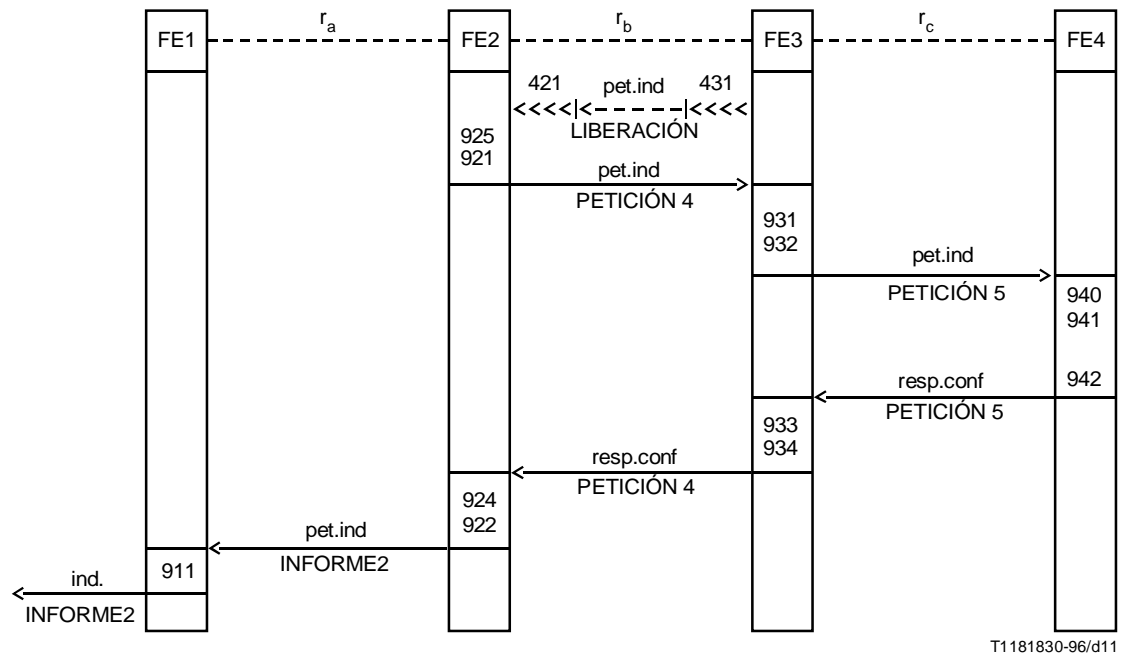 r_a
r_b
r_c
FE1
FE2
FE3
FE4
421
pet.ind
431
LIBERACIÓN
925
921
pet.ind
PETICIÓN 4
931
932
pet.ind
PETICIÓN 5
940
941
resp.conf
942
PETICIÓN 5
933
934
resp.conf
PETICIÓN 4
924
922
pet.ind
INFORME2
911
ind.
INFORME2
T1181830-96/d11